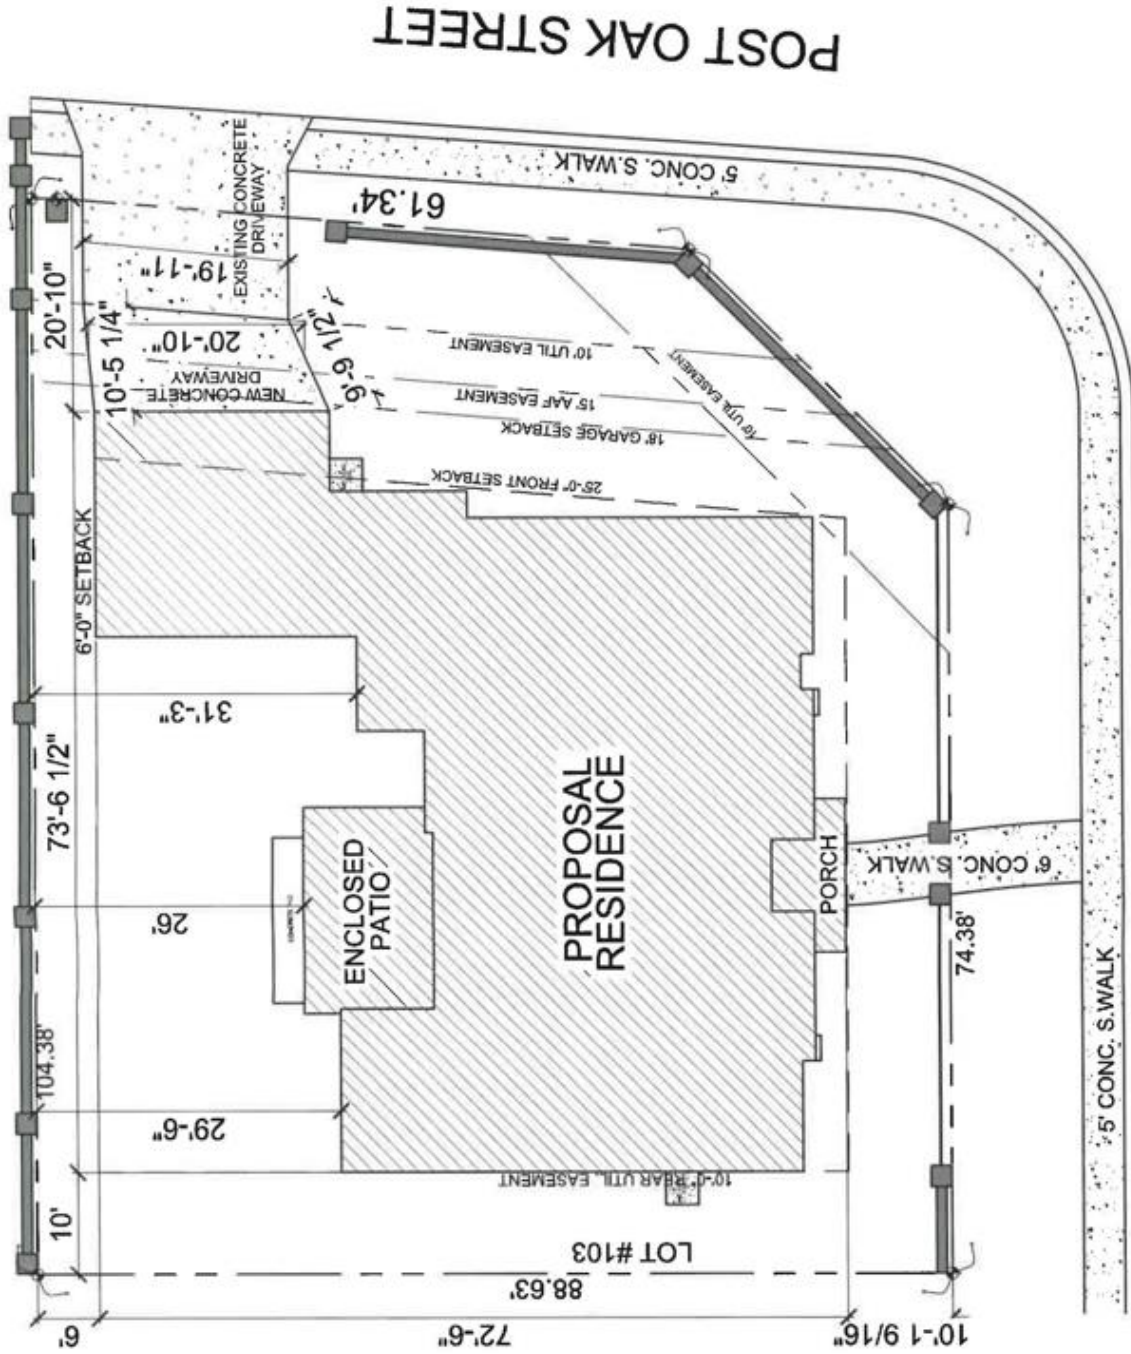 POST OAK STREET
5' CONC. S.WALK
EXISTING CONCRETE
DRIVEWAY
61.34'
19'-11"
20'-10"
20'-10"
10'-5 1/4"
9'-9 1/2"
NEW CONCRETE
DRIVEWAY
10' UTIL EASEMENT
10' UTIL EASEMENT
15' AAF EASEMENT
18' GARAGE SETBACK
25'-0" FRONT SETBACK
6'-0" SETBACK
31'-3"
73'-6 1/2"
PROPOSAL
RESIDENCE
ENCLOSED
PATIO
PORCH
6' CONC. S.WALK
26'
74.38'
104.38'
29'-6"
5' CONC. S.WALK
10'-0" REAR UTIL. EASEMENT
10'
LOT #103
88.63'
6'
72'-6"
10'-1 9/16"